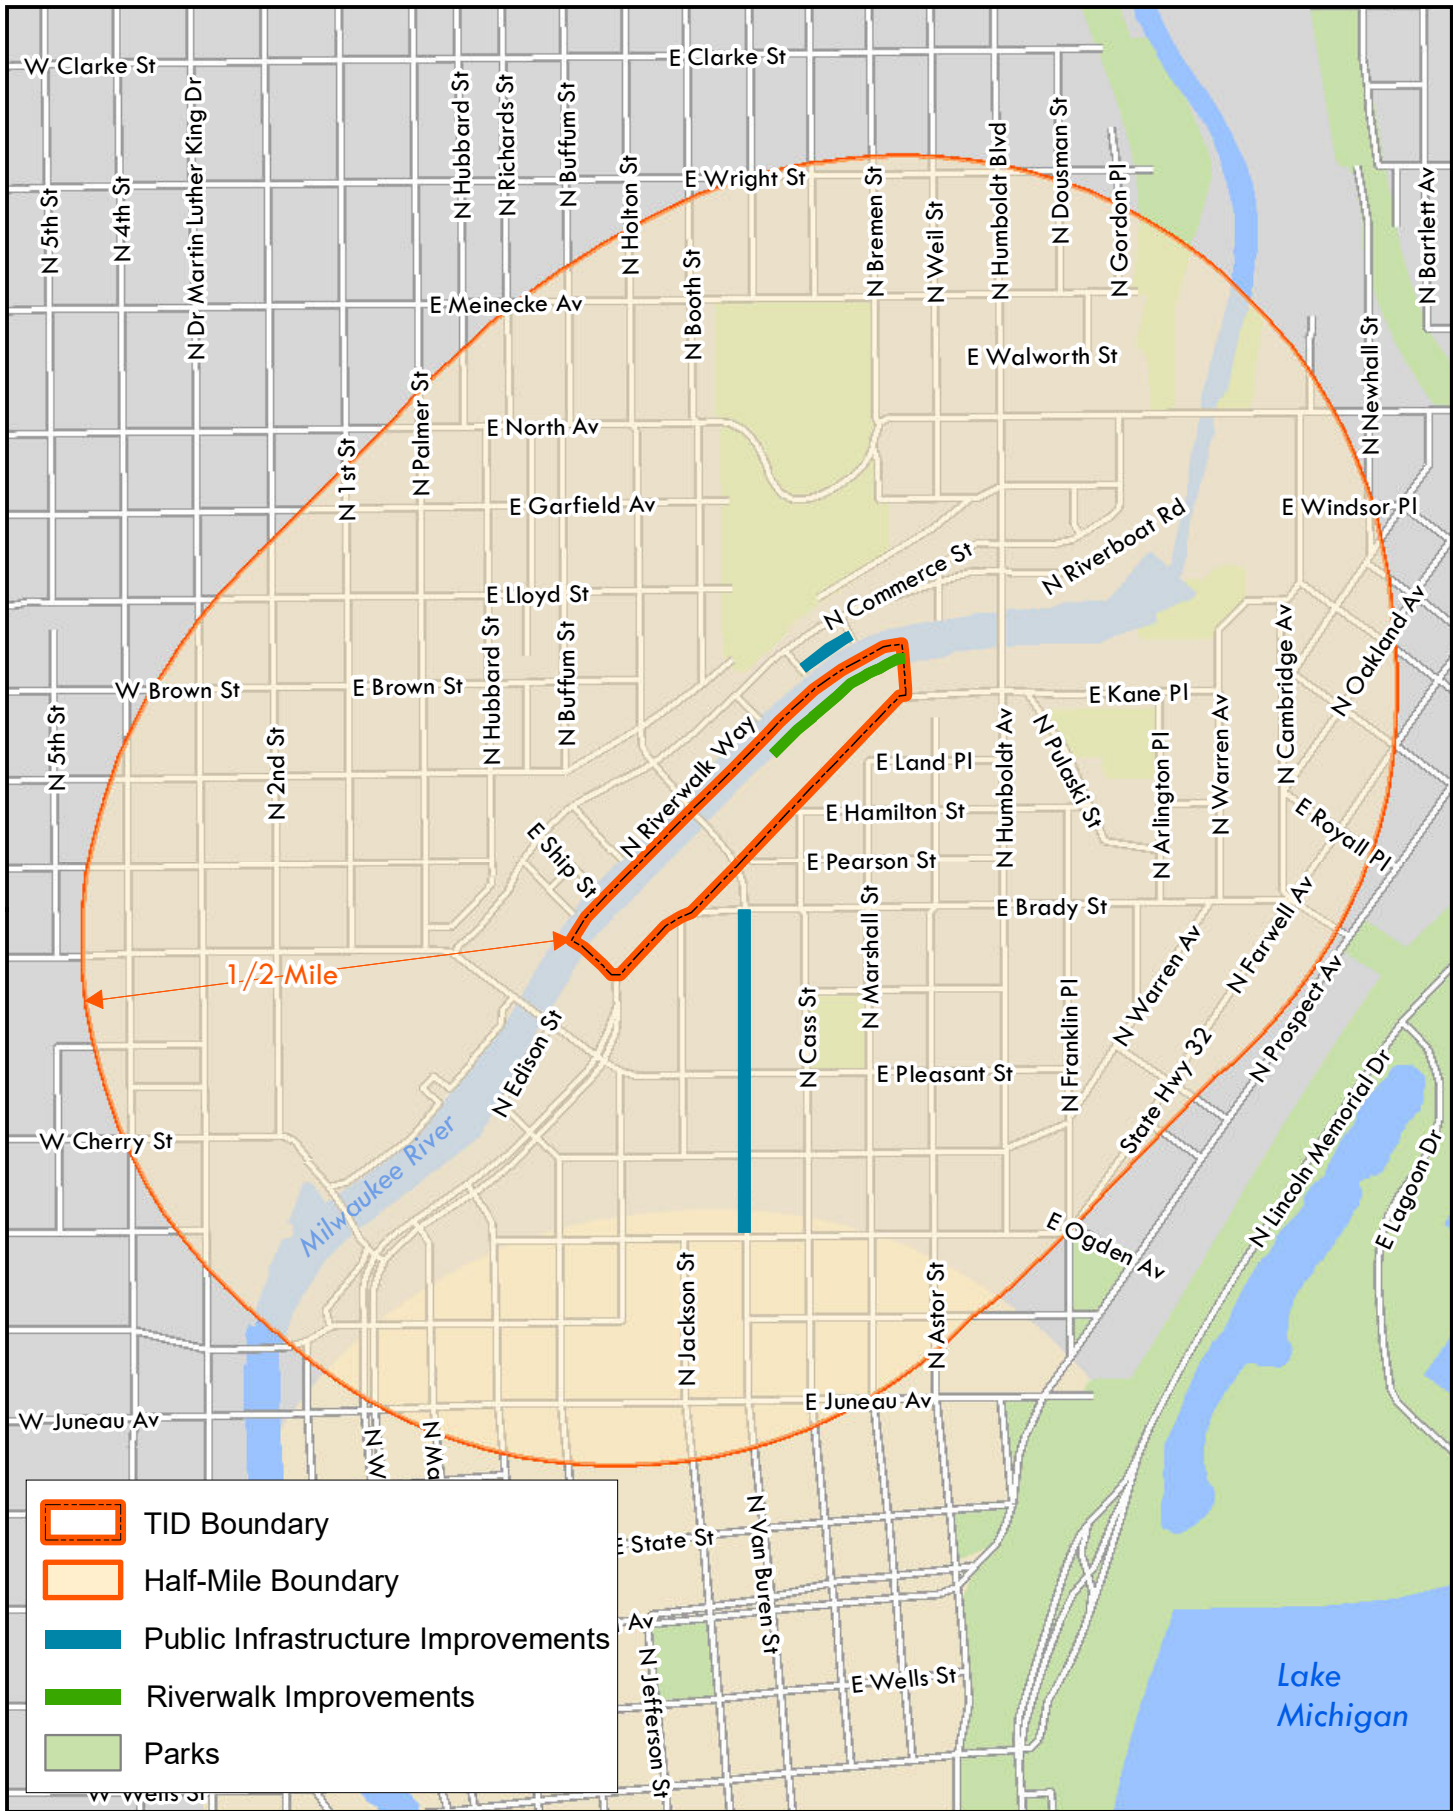 W Clarke St
E Clarke St
N 5th St
N 4th St
N Dr Martin Luther King Dr
N Hubbard St
N Richards St
N Buffum St
N Holton St
E Wright St
N Booth St
N Bremen St
N Weil St
N Humboldt Blvd
N Dousman St
N Gordon Pl
N Bartlett Av
E Meinecke Av
E Walworth St
N Newhall St
N Palmer St
N 1st St
E North Av
E Garfield Av
E Windsor Pl
N Riverboat Rd
N Commerce St
E Lloyd St
N Hubbard St
N Buffum St
N Cambridge Av
N Oakland Av
W Brown St
E Brown St
E Kane Pl
N 5th St
N 2nd St
N Riverwalk Way
E Land Pl
N Humboldt Av
N Pulaski St
N Arlington Pl
N Warren Av
E Hamilton St
E Ship St
E Pearson St
E Royall Pl
N Marshall St
E Brady St
N Farwell Av
N Warren Av
1/2 Mile
N Prospect Av
N Edison St
N Cass St
N Franklin Pl
E Pleasant St
State Hwy 32
N Lincoln Memorial Dr
W Cherry St
Milwaukee River
E Lagoon Dr
E Ogden Av
N Jackson St
N Astor St
E Juneau Av
W Juneau Av
N W
N Wa
N Van Buren St
E State St
Av
N Jefferson St
E Wells St
Lake
Michigan
TID Boundary
Half-Mile Boundary
Public Infrastructure Improvements
Riverwalk Improvements
Parks
W Wells St